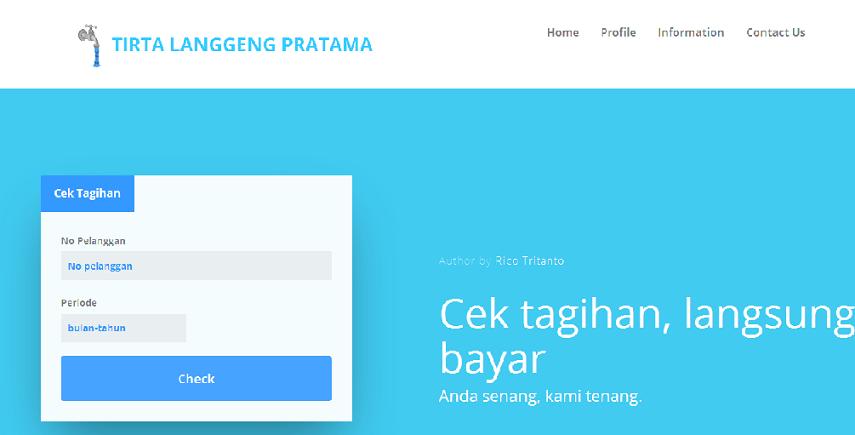 TIRTA LANGGENG PRATAMA
Home Profile Information Contact Us
Cek Tagihan
No Pelanggan
No pelanggan
Periode
bulan-tahun
Check
Author by Rico Tritanto
Cek tagihan, langsung
bayar
Anda senang, kami tenang.